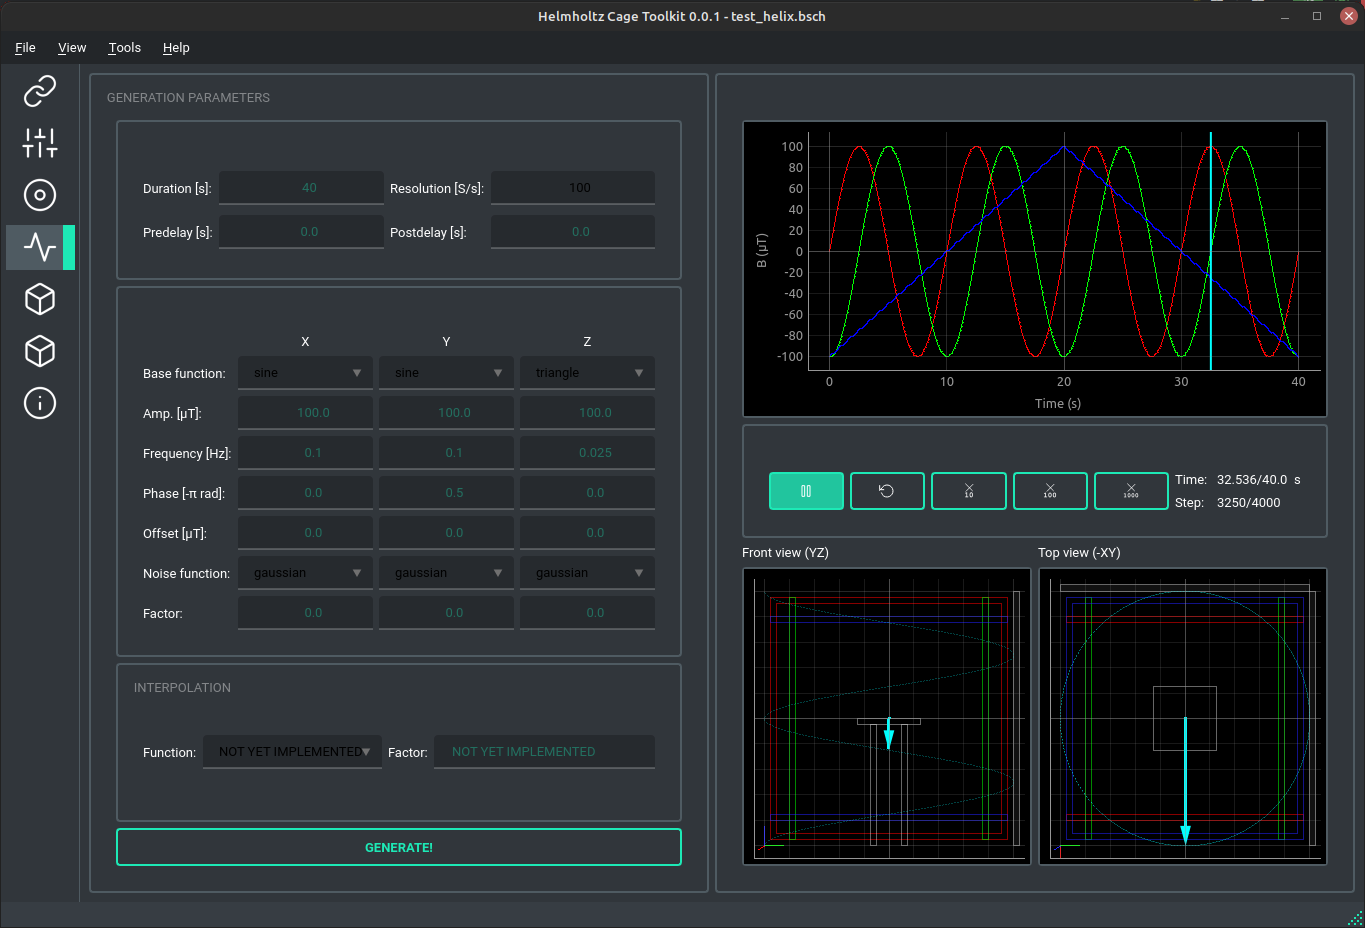 Helmholtz Cage Toolkit 0.0.1 - test_helix.bsch
File View Tools Help
GENERATION PARAMETERS
Duration [s]: 40 Resolution [S/s]: 100
Predelay [s]: 0.0 Postdelay [s]: 0.0
X Y Z
Base function: sine sine triangle
Amp. [µT]: 100.0 100.0 100.0
Frequency [Hz]: 0.1 0.1 0.025
Phase [-π rad]: 0.0 0.5 0.0
Offset [µT]: 0.0 0.0 0.0
Noise function: gaussian gaussian gaussian
Factor: 0.0 0.0 0.0
INTERPOLATION
Function: NOT YET IMPLEMENTED Factor: NOT YET IMPLEMENTED
GENERATE!
B (µT)
100
80
60
40
20
0
-20
-40
-60
-80
-100
0 10 20 30 40
Time (s)
X 10 X 100 X 1000
Time: 32.536/40.0 s
Step: 3250/4000
Front view (YZ) Top view (-XY)